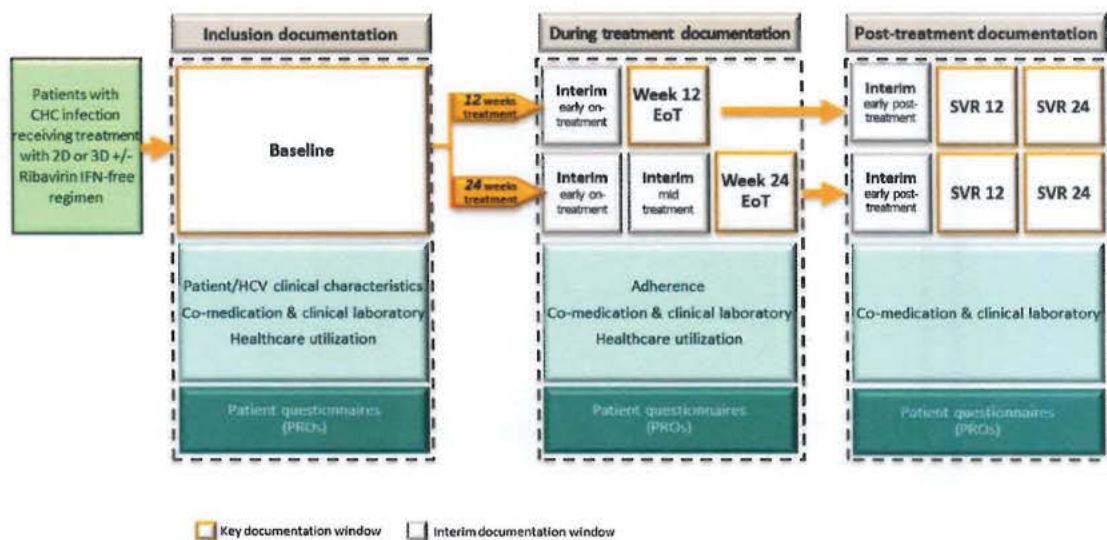 Inclusion documentation
During treatment documentation
Post-treatment documentation
Patients with
CHC infection
receiving treatment
with 2D or 3D +/-
Ribavirin IFN-free
regimen
Baseline
12 weeks
treatment
Interim
early on-
treatment
Week 12
EoT
Interim
early post-
treatment
SVR 12
SVR 24
24 weeks
treatment
Interim
early on-
treatment
Interim
mid
treatment
Week 24
EoT
Interim
early post-
treatment
SVR 12
SVR 24
Patient/HCV clinical characteristics
Co-medication & clinical laboratory
Healthcare utilization
Adherence
Co-medication & clinical laboratory
Healthcare utilization
Co-medication & clinical laboratory
Patient questionnaires
(PROs)
Patient questionnaires
(PROs)
Patient questionnaires
(PROs)
Key documentation window
Interim documentation window